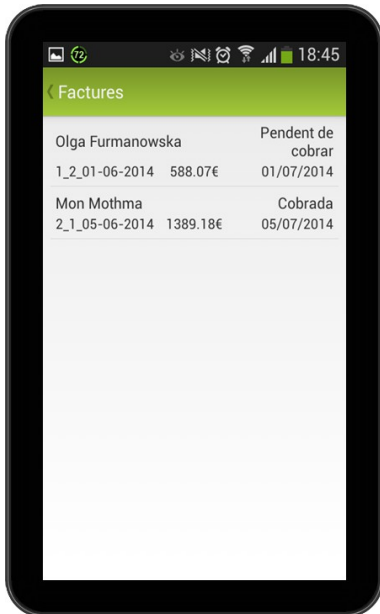 72
18:45
Factures
Olga Furmanowska
Pendent de
cobrar
1_2_01-06-2014 588.07€ 01/07/2014
Mon Mothma Cobrada
2_1_05-06-2014 1389.18€ 05/07/2014